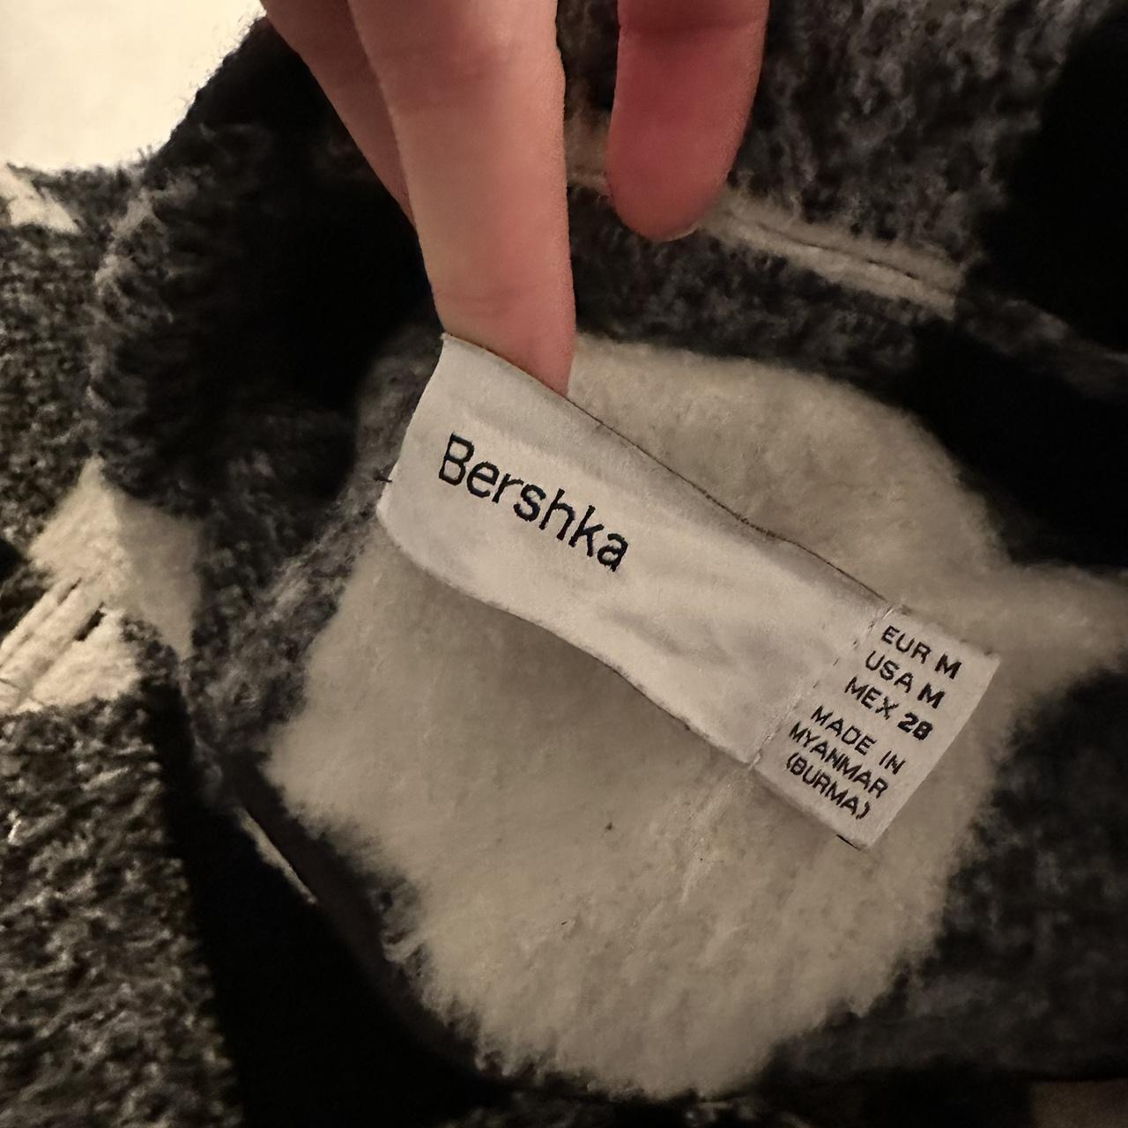 Bershka
EUR M
USA M
MEX 28
MADE IN
MYANMAR
(BURMA)